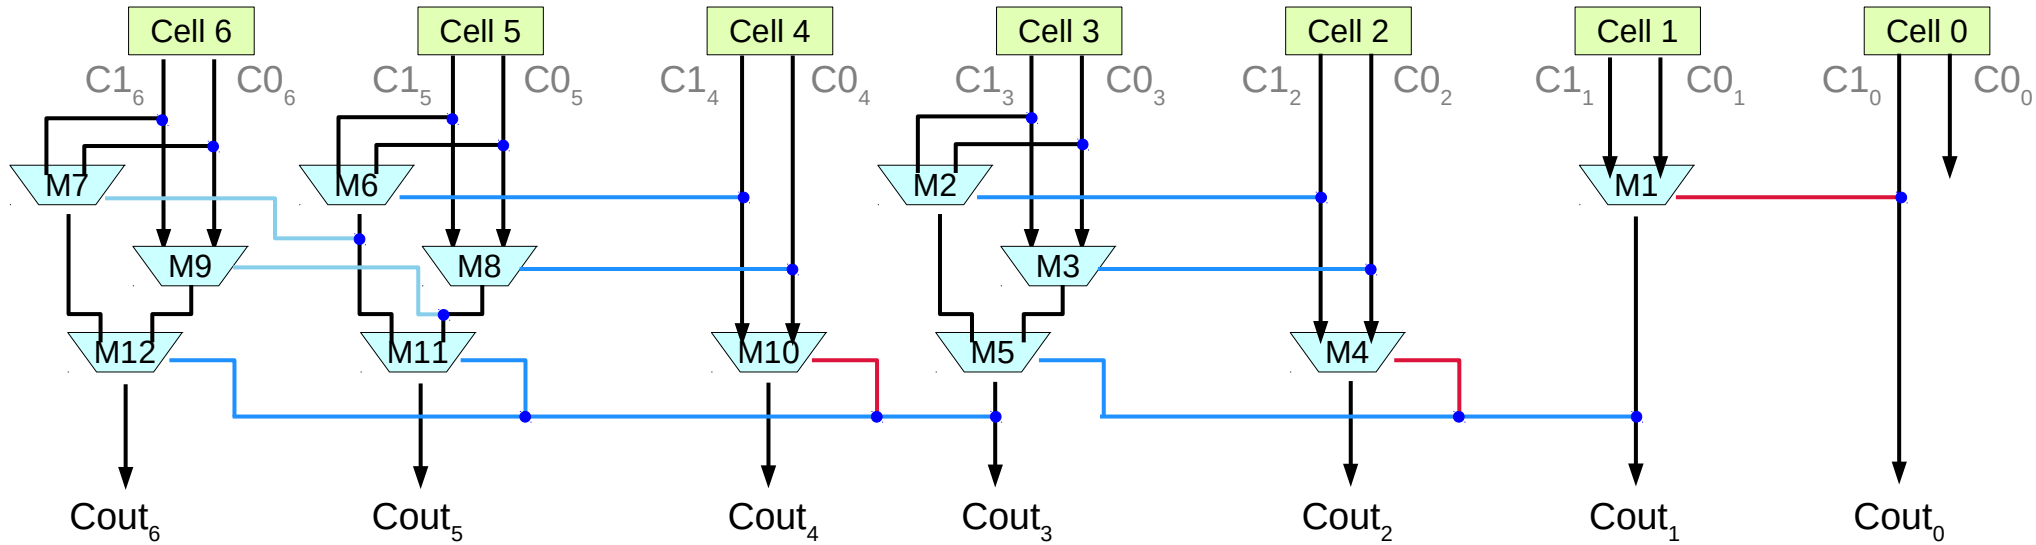 Cell 6 Cell 5 Cell 4 Cell 3 Cell 2 Cell 1 Cell 0
C1₆ C0₆ C1₅ C0₅ C1₄ C0₄ C1₃ C0₃ C1₂ C0₂ C1₁ C0₁ C1₀ C0₀
M7 M6 M2 M1
M9 M8 M3
M12 M11 M10 M5 M4
Cout₆ Cout₅ Cout₄ Cout₃ Cout₂ Cout₁ Cout₀